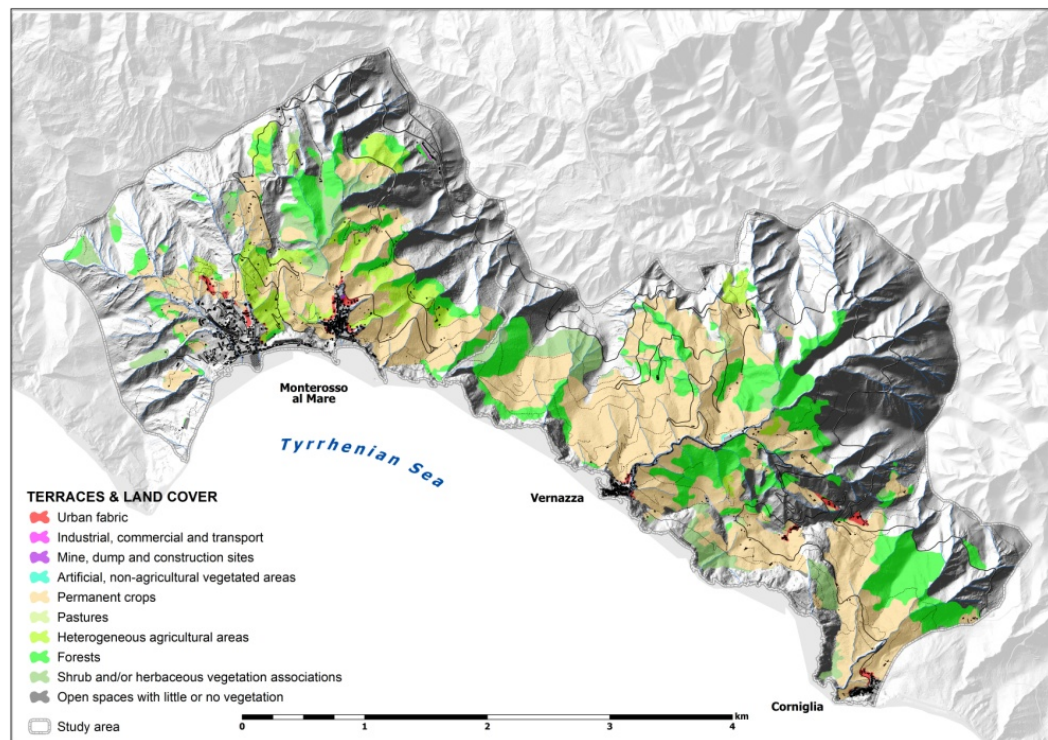 Monterosso
al Mare
Tyrrhenian Sea
Vernazza
Corniglia
TERRACES & LAND COVER
Urban fabric
Industrial, commercial and transport
Mine, dump and construction sites
Artificial, non-agricultural vegetated areas
Permanent crops
Pastures
Heterogeneous agricultural areas
Forests
Shrub and/or herbaceous vegetation associations
Open spaces with little or no vegetation
Study area
km
0 1 2 3 4